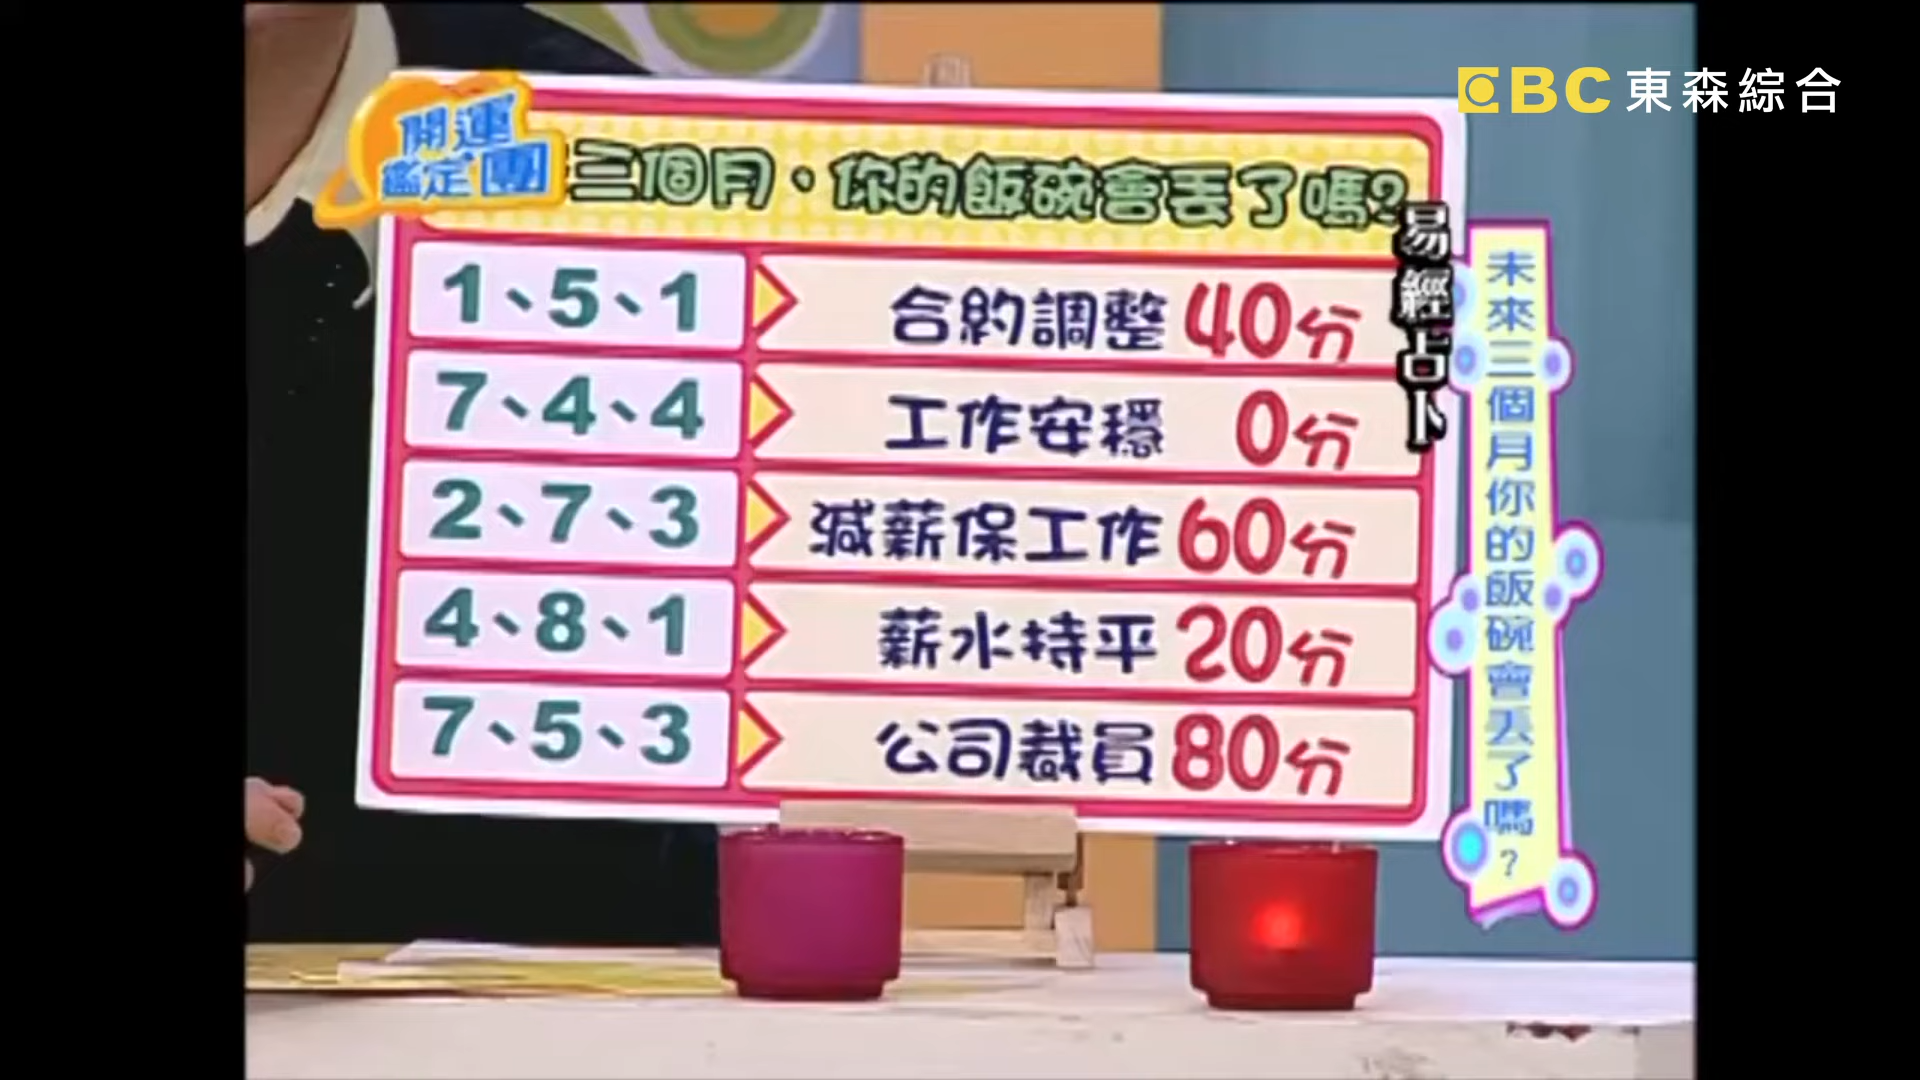 EBC 東森綜合
開運
鑑定團
三個月，你的飯碗會丟了嗎?
1、5、1 合約調整 40分
7、4、4 工作安穩 0分
2、7、3 減薪保工作 60分
4、8、1 薪水持平 20分
7、5、3 公司裁員 80分
易經占卜
未來三個月你的飯碗會丟了嗎?